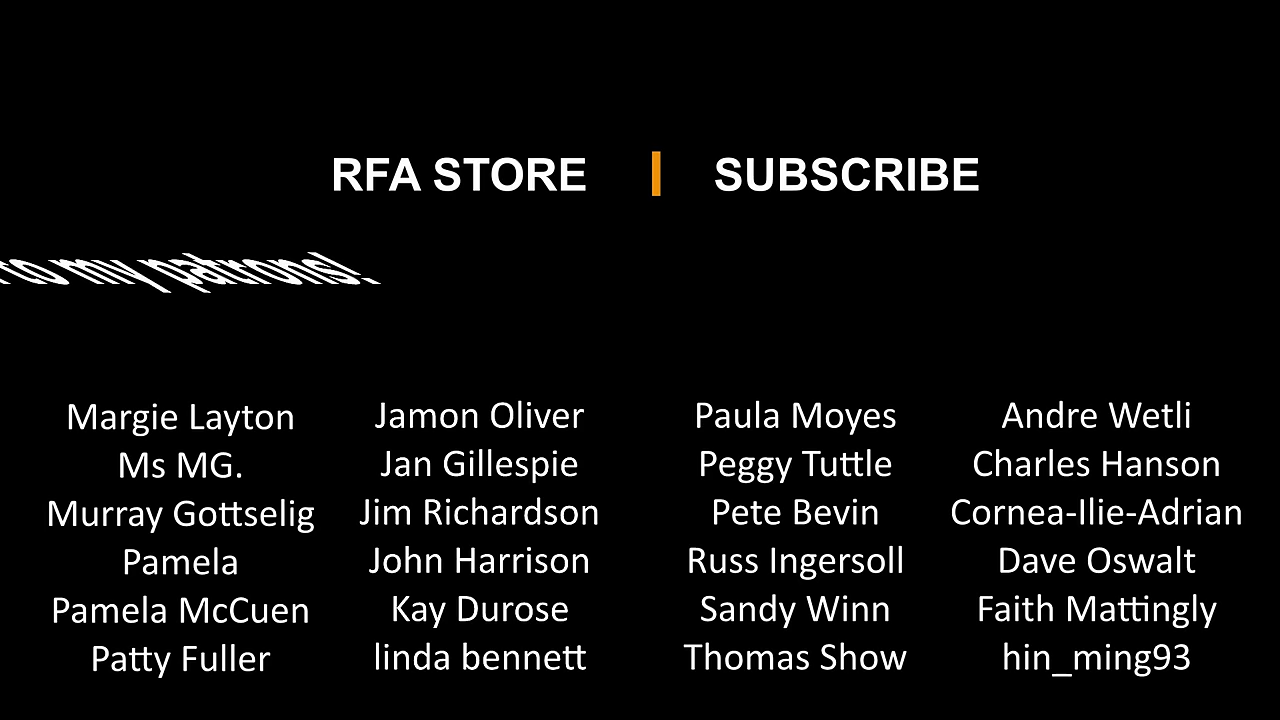 RFA STORE | SUBSCRIBE
to my patrons!
Margie Layton
Ms MG.
Murray Gottselig
Pamela
Pamela McCuen
Patty Fuller
Jamon Oliver
Jan Gillespie
Jim Richardson
John Harrison
Kay Durose
linda bennett
Paula Moyes
Peggy Tuttle
Pete Bevin
Russ Ingersoll
Sandy Winn
Thomas Show
Andre Wetli
Charles Hanson
Cornea-Ilie-Adrian
Dave Oswalt
Faith Mattingly
hin_ming93